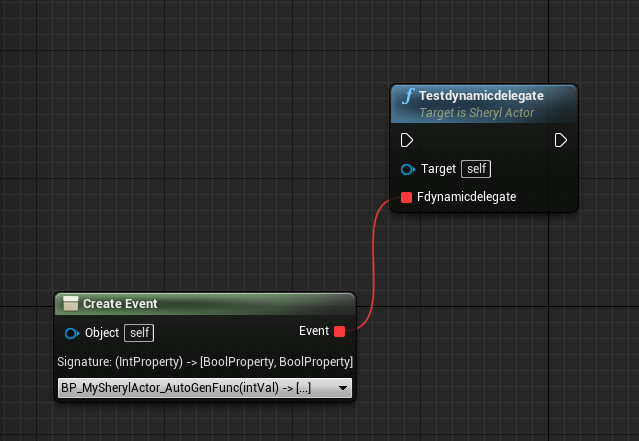 f Testdynamicdelegate
Target is Sheryl Actor
Target self
Fdynamicdelegate
Create Event
Object self
Event
Signature: (IntProperty) -> [BoolProperty, BoolProperty]
BP_MySherylActor_AutoGenFunc(intVal) -> [...]